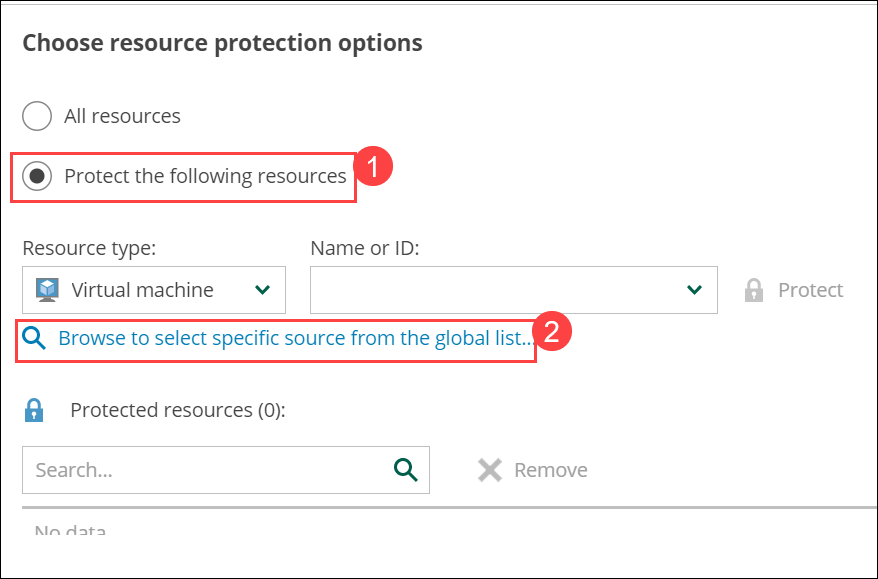 Choose resource protection options
All resources
Protect the following resources
1
Resource type:
Name or ID:
Virtual machine
Protect
Browse to select specific source from the global list...
2
Protected resources (0):
Search...
Remove
No data